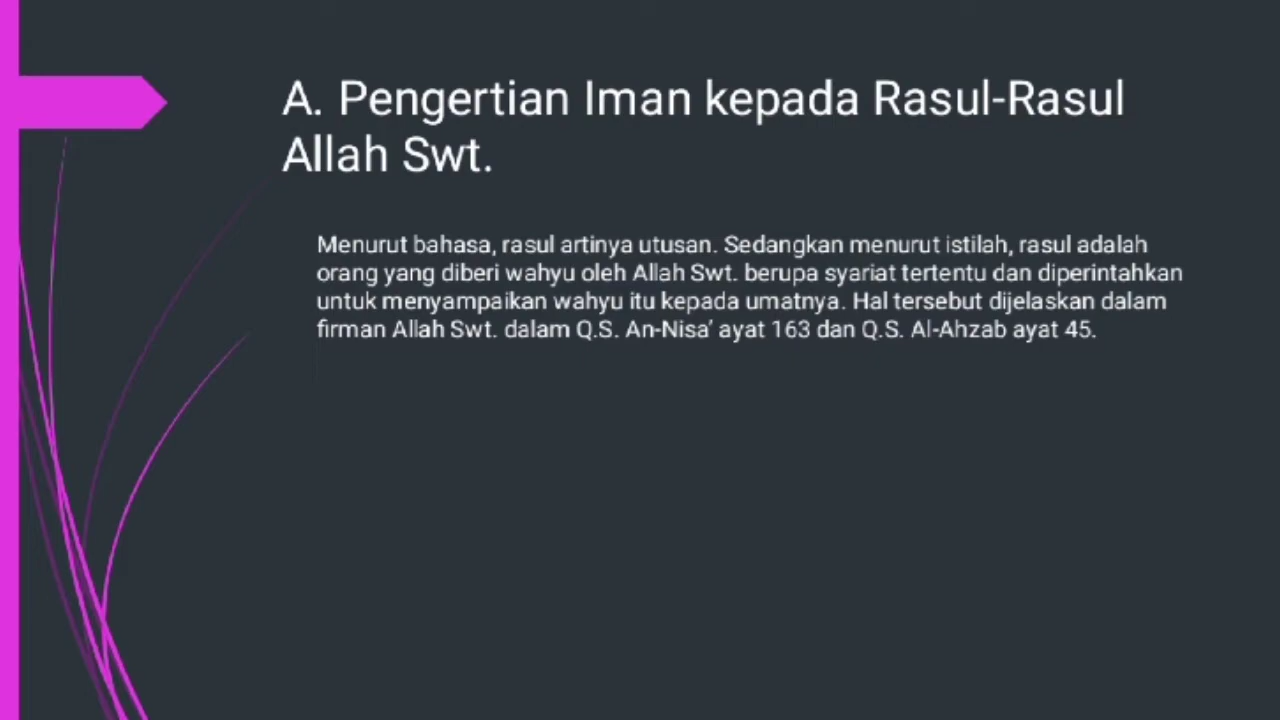 A. Pengertian Iman kepada Rasul-Rasul
Allah Swt.
Menurut bahasa, rasul artinya utusan. Sedangkan menurut istilah, rasul adalah
orang yang diberi wahyu oleh Allah Swt. berupa syariat tertentu dan diperintahkan
untuk menyampaikan wahyu itu kepada umatnya. Hal tersebut dijelaskan dalam
firman Allah Swt. dalam Q.S. An-Nisa’ ayat 163 dan Q.S. Al-Ahzab ayat 45.